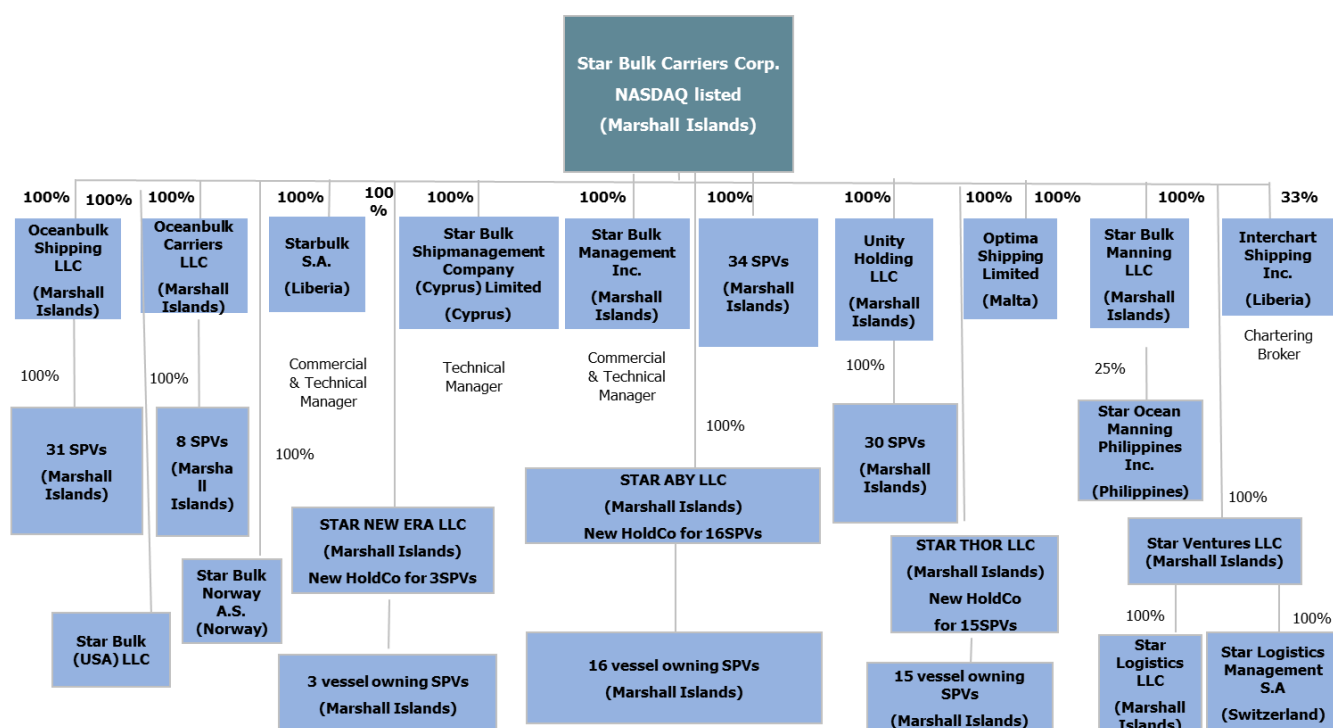 Star Bulk Carriers Corp.
NASDAQ listed
(Marshall Islands)
100%
100%
100%
100%
100
%
100%
100%
100%
100%
100%
100%
100%
33%
Oceanbulk
Shipping
LLC
(Marshall
Islands)
Oceanbulk
Carriers
LLC
(Marshall
Islands)
Starbulk
S.A.
(Liberia)
Star Bulk
Shipmanagement
Company
(Cyprus) Limited
(Cyprus)
Star Bulk
Management
Inc.
(Marshall
Islands)
34 SPVs
(Marshall
Islands)
Unity
Holding
LLC
(Marshall
Islands)
Optima
Shipping
Limited
(Malta)
Star Bulk
Manning
LLC
(Marshall
Islands)
Interchart
Shipping
Inc.
(Liberia)
Commercial
& Technical
Manager
Technical
Manager
Commercial
& Technical
Manager
Chartering
Broker
100%
100%
100%
100%
100%
25%
100%
31 SPVs
(Marshall
Islands)
8 SPVs
(Marsha
ll
Islands)
30 SPVs
(Marshall
Islands)
Star Ocean
Manning
Philippines
Inc.
(Philippines)
STAR NEW ERA LLC
(Marshall Islands)
New HoldCo for 3SPVs
STAR ABY LLC
(Marshall Islands)
New HoldCo for 16SPVs
STAR THOR LLC
(Marshall Islands)
New HoldCo
for 15SPVs
Star Ventures LLC
(Marshall Islands)
Star Bulk
Norway
A.S.
(Norway)
Star Bulk
(USA) LLC
100%
100%
3 vessel owning SPVs
(Marshall Islands)
16 vessel owning SPVs
(Marshall Islands)
15 vessel owning
SPVs
(Marshall Islands)
Star
Logistics
LLC
(Marshall
Islands)
Star Logistics
Management
S.A
(Switzerland)